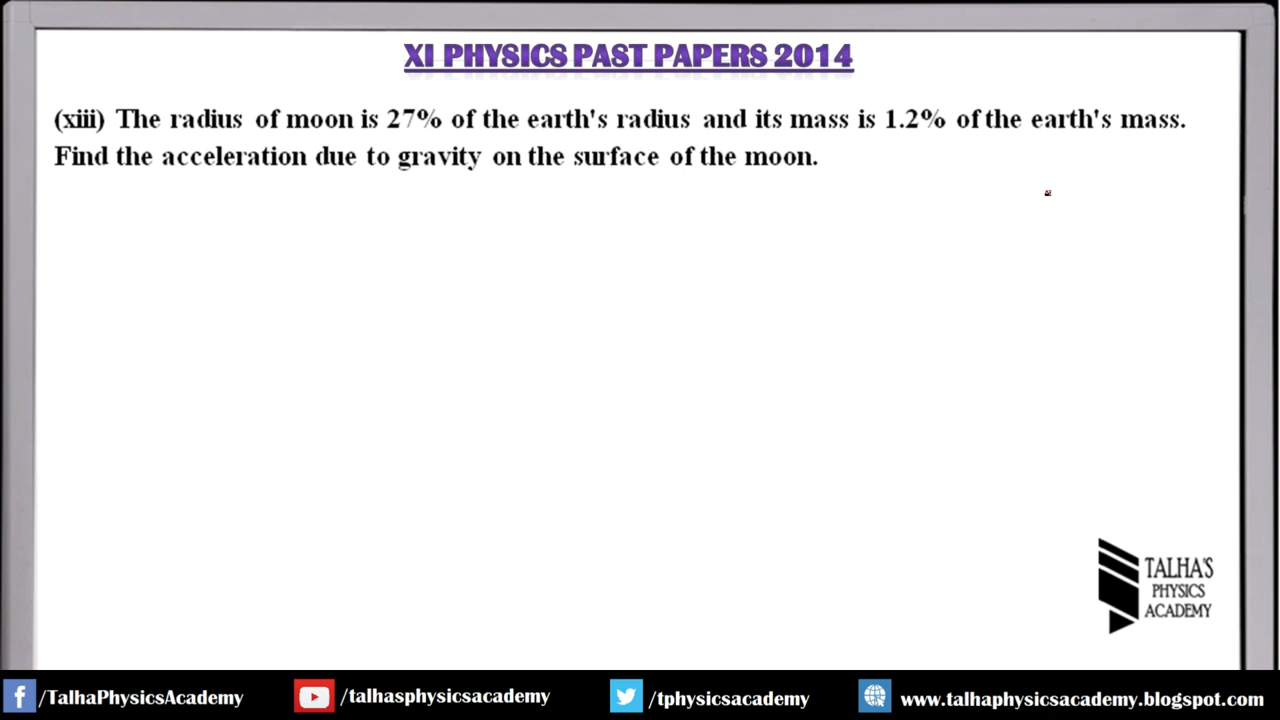 XI PHYSICS PAST PAPERS 2014
(xiii) The radius of moon is 27% of the earth's radius and its mass is 1.2% of the earth's mass.
Find the acceleration due to gravity on the surface of the moon.
TALHA'S
PHYSICS
ACADEMY
/TalhaPhysicsAcademy
/talhasphysicsacademy
/tphysicsacademy
www.talhaphysicsacademy.blogspot.com